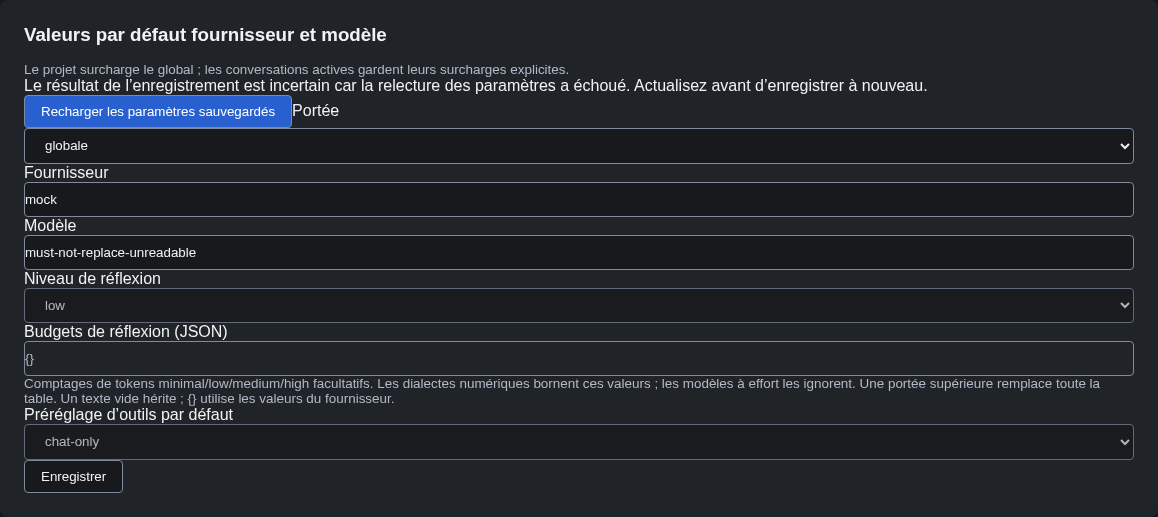 Valeurs par défaut fournisseur et modèle
Le projet surcharge le global ; les conversations actives gardent leurs surcharges explicites.
Le résultat de l’enregistrement est incertain car la relecture des paramètres a échoué. Actualisez avant d’enregistrer à nouveau.
Recharger les paramètres sauvegardés Portée
globale
Fournisseur
mock
Modèle
must-not-replace-unreadable
Niveau de réflexion
low
Budgets de réflexion (JSON)
{}
Comptages de tokens minimal/low/medium/high facultatifs. Les dialectes numériques bornent ces valeurs ; les modèles à effort les ignorent. Une portée supérieure remplace toute la
table. Un texte vide hérite ; {} utilise les valeurs du fournisseur.
Préréglage d’outils par défaut
chat-only
Enregistrer